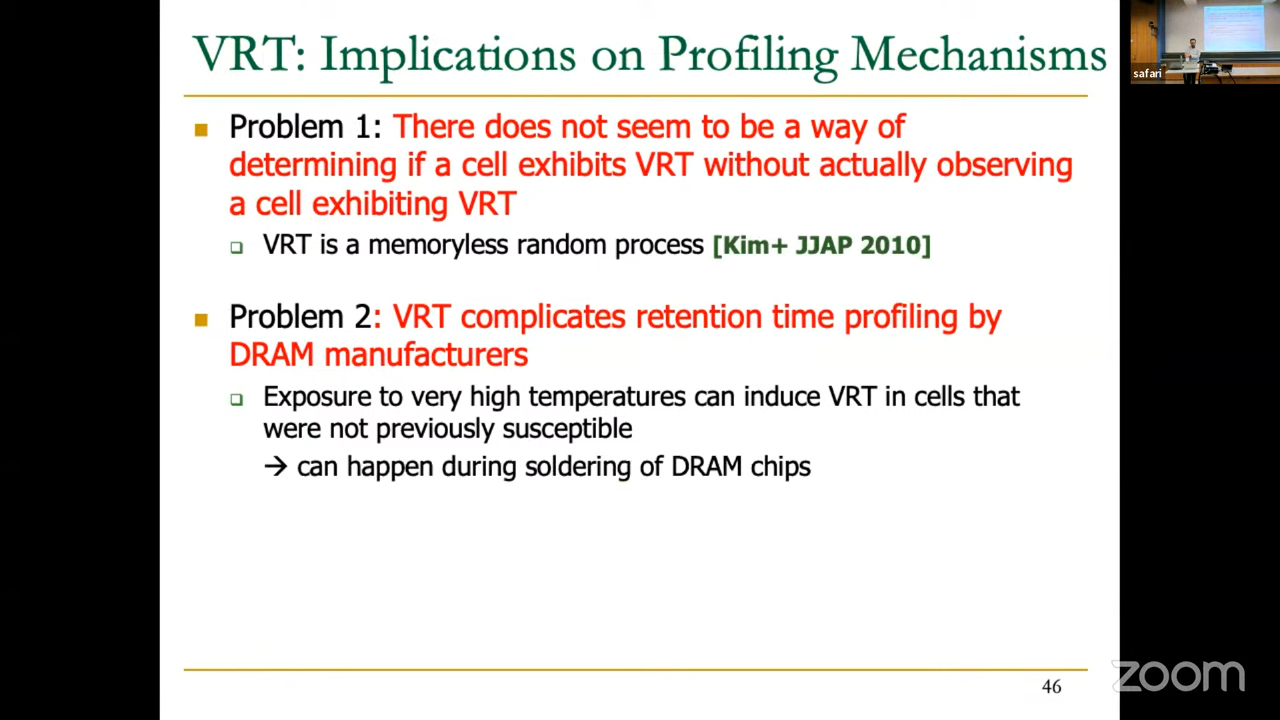 VRT: Implications on Profiling Mechanisms
safari
Problem 1: There does not seem to be a way of
determining if a cell exhibits VRT without actually observing
a cell exhibiting VRT
VRT is a memoryless random process [Kim+ JJAP 2010]
Problem 2: VRT complicates retention time profiling by
DRAM manufacturers
Exposure to very high temperatures can induce VRT in cells that
were not previously susceptible
→ can happen during soldering of DRAM chips
46
zoom